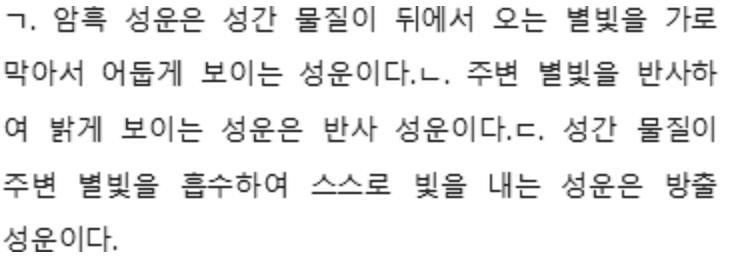 ㄱ. 암흑 성운은 성간 물질이 뒤에서 오는 별빛을 가로
막아서 어둡게 보이는 성운이다.ㄴ. 주변 별빛을 반사하
여 밝게 보이는 성운은 반사 성운이다.ㄷ. 성간 물질이
주변 별빛을 흡수하여 스스로 빛을 내는 성운은 방출
성운이다.